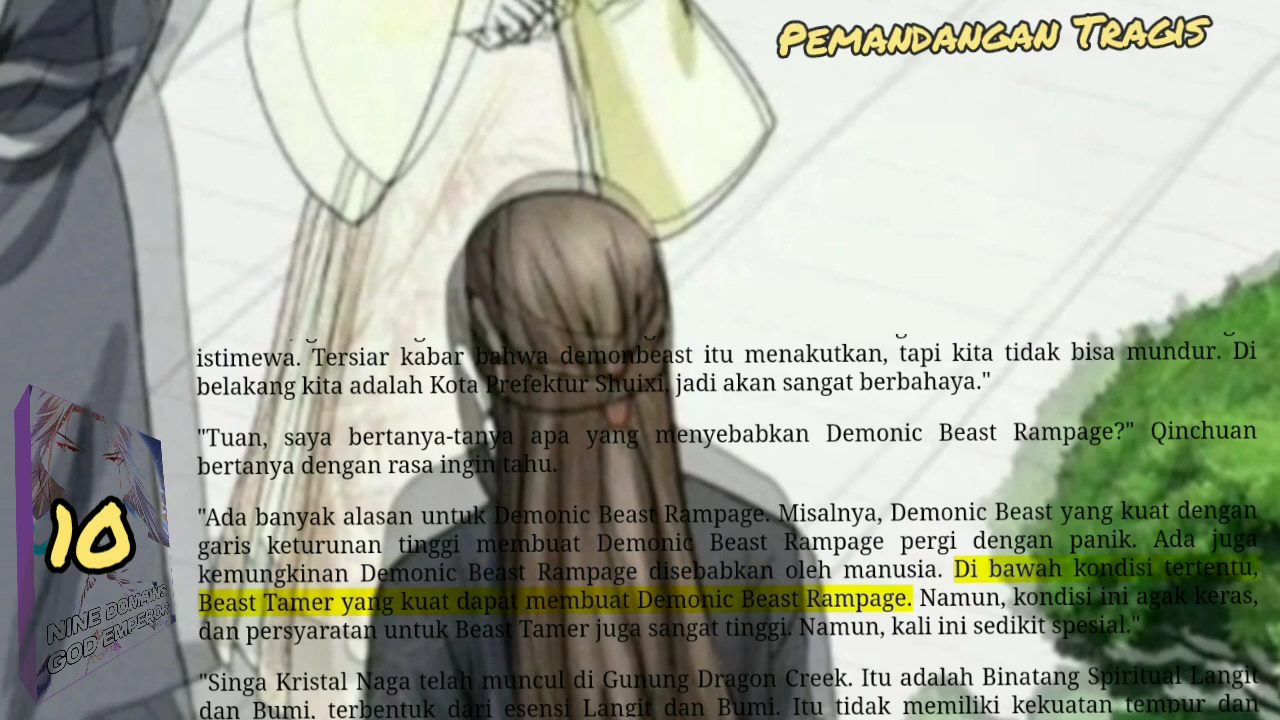 Pemandangan Tragis
istimewa. Tersiar kabar bahwa demonbeast itu menakutkan, tapi kita tidak bisa mundur. Di
belakang kita adalah Kota Prefektur Shuixi, jadi akan sangat berbahaya."
"Tuan, saya bertanya-tanya apa yang menyebabkan Demonic Beast Rampage?" Qinchuan
bertanya dengan rasa ingin tahu.
"Ada banyak alasan untuk Demonic Beast Rampage. Misalnya, Demonic Beast yang kuat dengan
garis keturunan tinggi membuat Demonic Beast Rampage pergi dengan panik. Ada juga
kemungkinan Demonic Beast Rampage disebabkan oleh manusia. Di bawah kondisi tertentu,
Beast Tamer yang kuat dapat membuat Demonic Beast Rampage. Namun, kondisi ini agak keras,
dan persyaratan untuk Beast Tamer juga sangat tinggi. Namun, kali ini sedikit spesial."
"Singa Kristal Naga telah muncul di Gunung Dragon Creek. Itu adalah Binatang Spiritual Langit
dan Bumi, terbentuk dari esensi Langit dan Bumi. Itu tidak memiliki kekuatan tempur dan
10
NINE DOMAINS
GOD EMPEROR